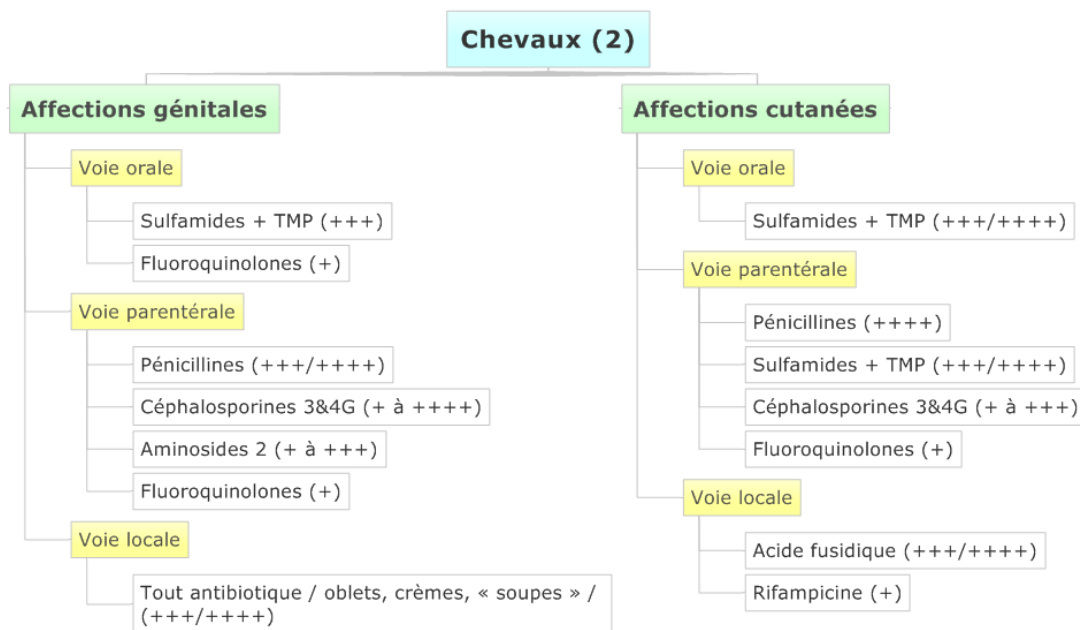 Chevaux (2)
Affections génitales
Voie orale
Sulfamides + TMP (+++)
Fluoroquinolones (+)
Voie parentérale
Pénicillines (+++/++++)
Céphalosporines 3&4G (+ à ++++)
Aminosides 2 (+ à +++)
Fluoroquinolones (+)
Voie locale
Tout antibiotique / oblets, crèmes, « soupes » /
(+++/++++)
Affections cutanées
Voie orale
Sulfamides + TMP (+++/++++)
Voie parentérale
Pénicillines (++++)
Sulfamides + TMP (+++/++++)
Céphalosporines 3&4G (+ à +++)
Fluoroquinolones (+)
Voie locale
Acide fusidique (+++/++++)
Rifampicine (+)